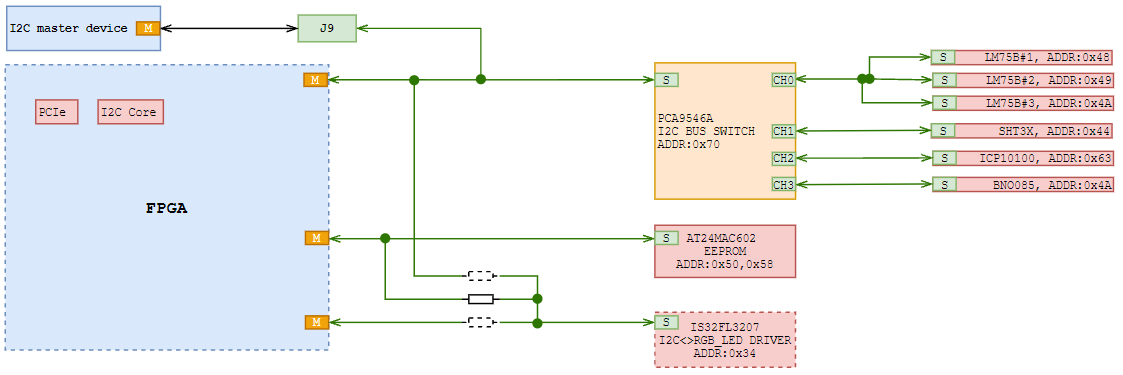 I2C master device
M
J9
M
PCIe
I2C Core
FPGA
M
M
S
CH0
PCA9546A
I2C BUS SWITCH
ADDR:0x70
CH1
CH2
CH3
S
LM75B#1, ADDR:0x48
S
LM75B#2, ADDR:0x49
S
LM75B#3, ADDR:0x4A
S
SHT3X, ADDR:0x44
S
ICP10100, ADDR:0x63
S
BNO085, ADDR:0x4A
S
AT24MAC602
EEPROM
ADDR:0x50,0x58
S
IS32FL3207
I2C<>RGB_LED DRIVER
ADDR:0x34